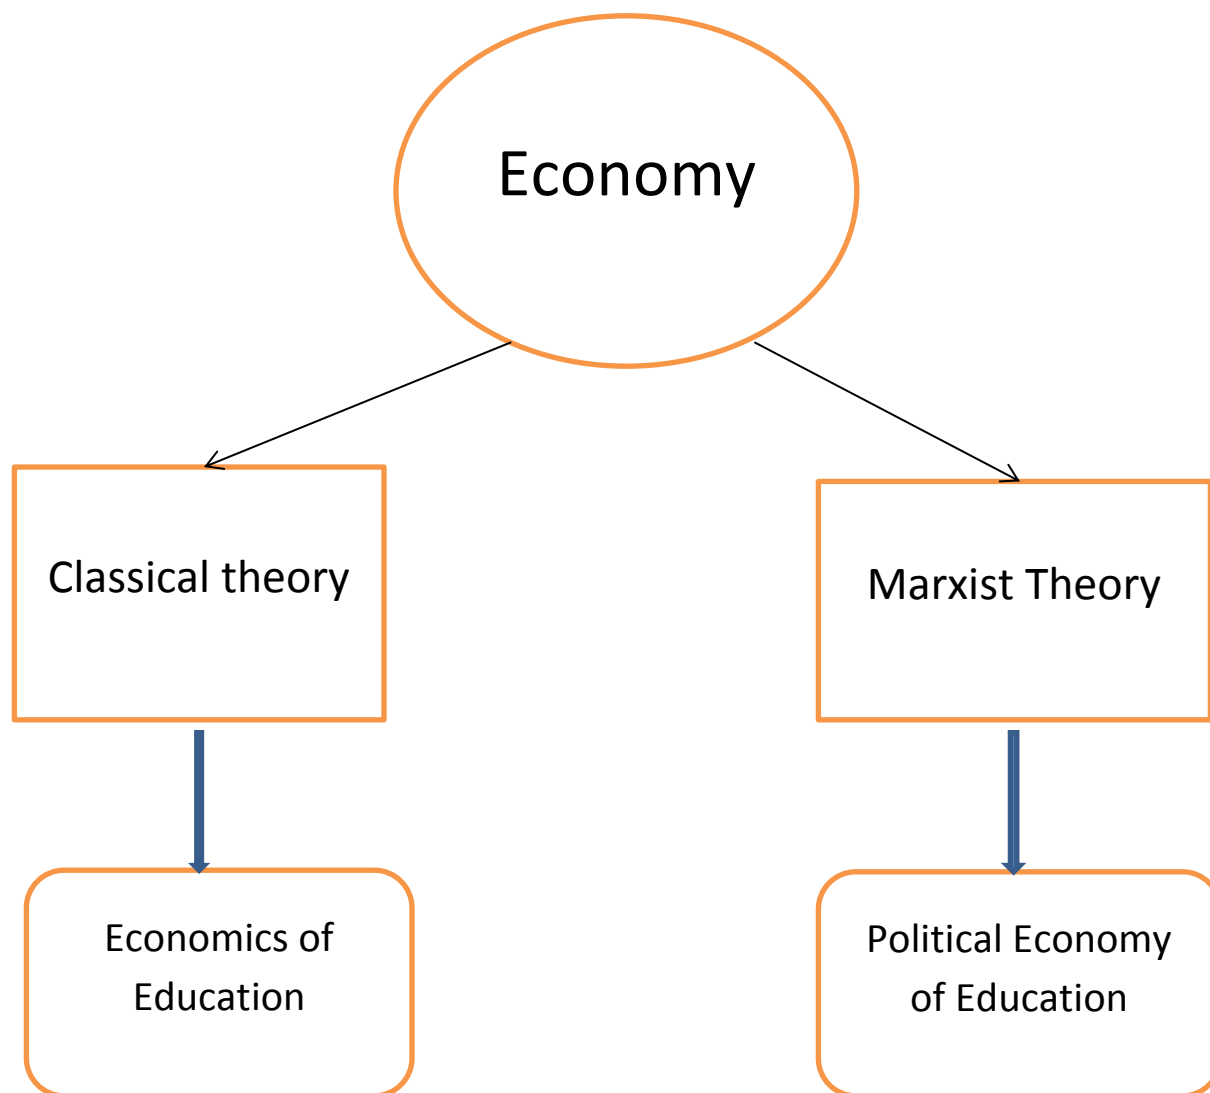 Economy
Classical theory
Marxist Theory
Economics of
Education
Political Economy
of Education